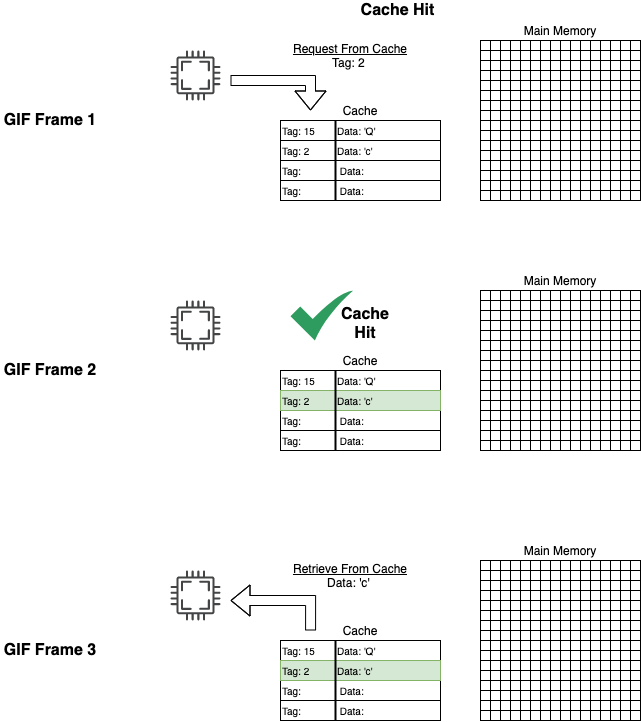 Cache Hit
Main Memory
Request From Cache
Tag: 2
GIF Frame 1
Cache
Tag: 15 Data: 'Q'
Tag: 2 Data: 'c'
Tag: Data:
Tag: Data:
Main Memory
Cache
Hit
GIF Frame 2
Cache
Tag: 15 Data: 'Q'
Tag: 2 Data: 'c'
Tag: Data:
Tag: Data:
Main Memory
Retrieve From Cache
Data: 'c'
GIF Frame 3
Cache
Tag: 15 Data: 'Q'
Tag: 2 Data: 'c'
Tag: Data:
Tag: Data: